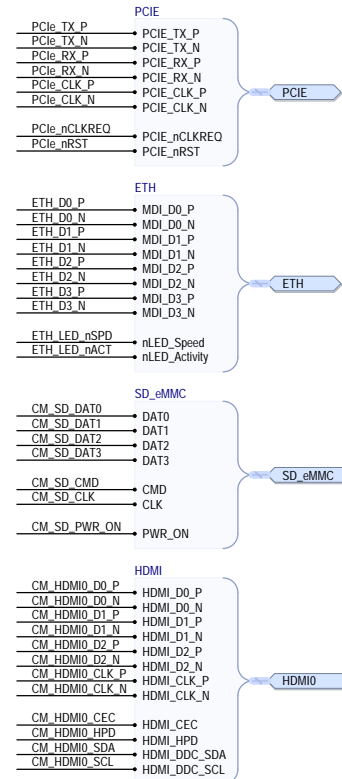 PCIE
PCIe_TX_P PCIE_TX_P
PCIe_TX_N PCIE_TX_N
PCIe_RX_P PCIE_RX_P
PCIe_RX_N PCIE_RX_N
PCIe_CLK_P PCIE_CLK_P
PCIe_CLK_N PCIE_CLK_N
PCIE
PCIe_nCLKREQ PCIE_nCLKREQ
PCIe_nRST PCIE_nRST
ETH
ETH_D0_P MDI_D0_P
ETH_D0_N MDI_D0_N
ETH_D1_P MDI_D1_P
ETH_D1_N MDI_D1_N
ETH_D2_P MDI_D2_P
ETH_D2_N MDI_D2_N
ETH
ETH_D3_P MDI_D3_P
ETH_D3_N MDI_D3_N
ETH_LED_nSPD nLED_Speed
ETH_LED_nACT nLED_Activity
SD_eMMC
CM_SD_DAT0 DAT0
CM_SD_DAT1 DAT1
CM_SD_DAT2 DAT2
CM_SD_DAT3 DAT3
SD_eMMC
CM_SD_CMD CMD
CM_SD_CLK CLK
CM_SD_PWR_ON PWR_ON
HDMI
CM_HDMI0_D0_P HDMI_D0_P
CM_HDMI0_D0_N HDMI_D0_N
CM_HDMI0_D1_P HDMI_D1_P
CM_HDMI0_D1_N HDMI_D1_N
CM_HDMI0_D2_P HDMI_D2_P
CM_HDMI0_D2_N HDMI_D2_N
CM_HDMI0_CLK_P HDMI_CLK_P
HDMI0
CM_HDMI0_CLK_N HDMI_CLK_N
CM_HDMI0_CEC HDMI_CEC
CM_HDMI0_HPD HDMI_HPD
CM_HDMI0_SDA HDMI_DDC_SDA
CM_HDMI0_SCL HDMI_DDC_SCL